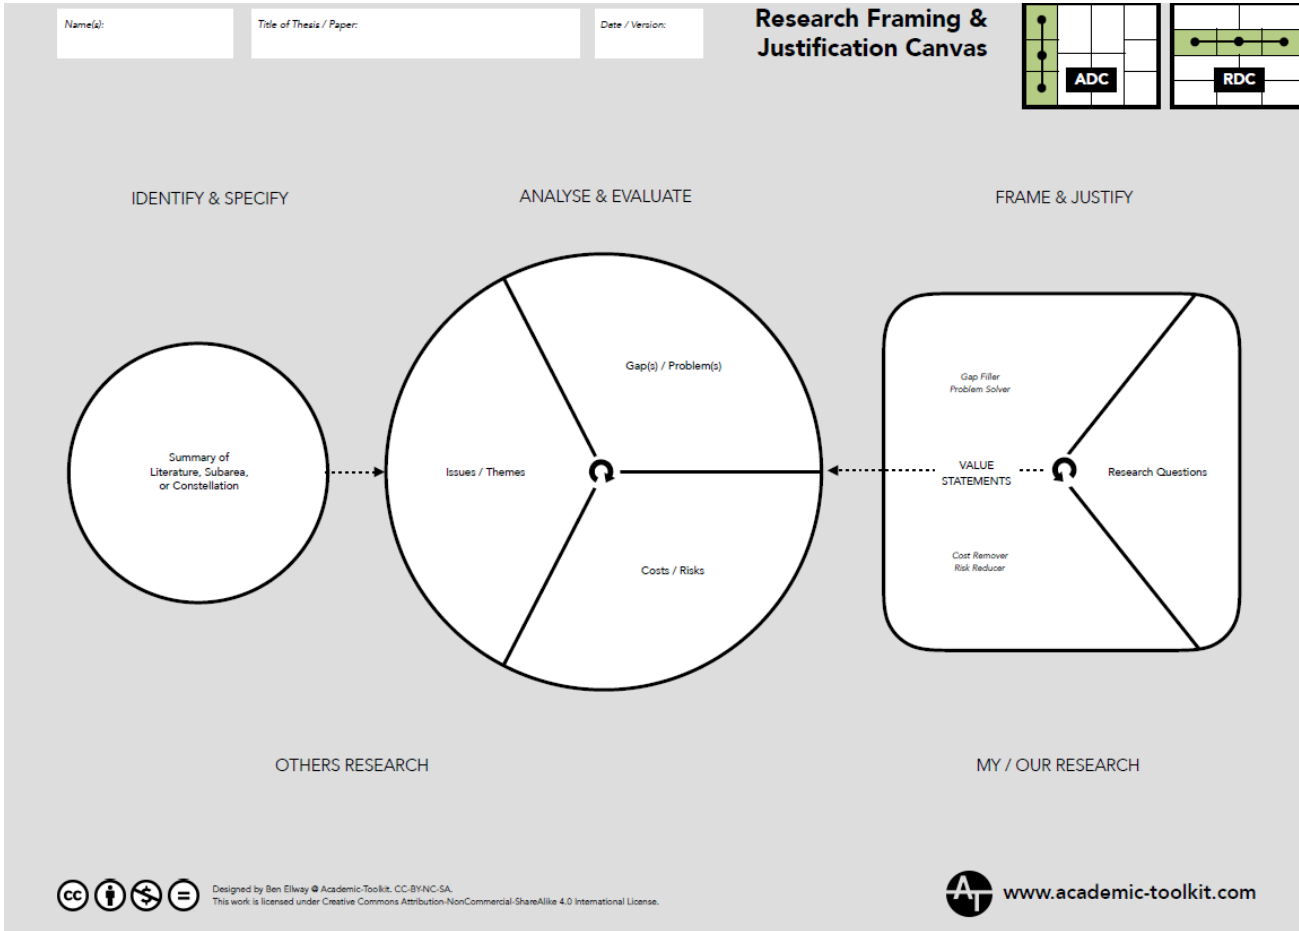 Name(s):
Title of Thesis / Paper:
Date / Version:
Research Framing &
Justification Canvas
ADC
RDC
IDENTIFY & SPECIFY
ANALYSE & EVALUATE
FRAME & JUSTIFY
Summary of
Literature, Subarea,
or Constellation
Issues / Themes
Gap(s) / Problem(s)
Costs / Risks
Gap Filler
Problem Solver
VALUE
STATEMENTS
Cost Remover
Risk Reducer
Research Questions
OTHERS RESEARCH
MY / OUR RESEARCH
cc
Designed by Ben Ellway @ Academic-Toolkit. CC-BY-NC-SA.
This work is licensed under Creative Commons Attribution-NonCommercial-ShareAlike 4.0 International License.
AT
www.academic-toolkit.com